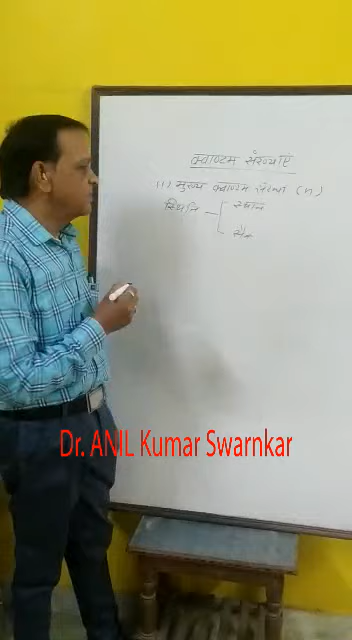 क्वाण्टम संख्याएं
(1) मुख्य क्वाण्टम संख्या (n)
स्थिति — स्थान
Dr. ANIL Kumar Swarnkar